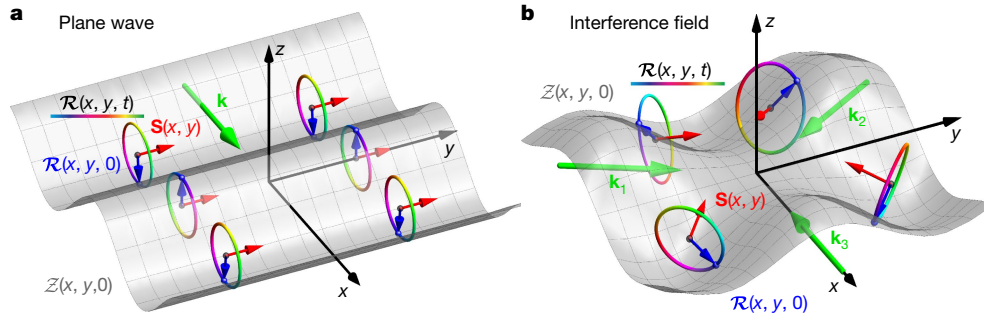 a Plane wave
z
ℛ(x, y, t)
k
S(x, y)
ℛ(x, y, 0)
y
𝒵(x, y,0)
x
b Interference field
z
ℛ(x, y, t)
𝒵(x, y, 0)
k₂
y
k₁
S(x, y)
k₃
x
ℛ(x, y, 0)